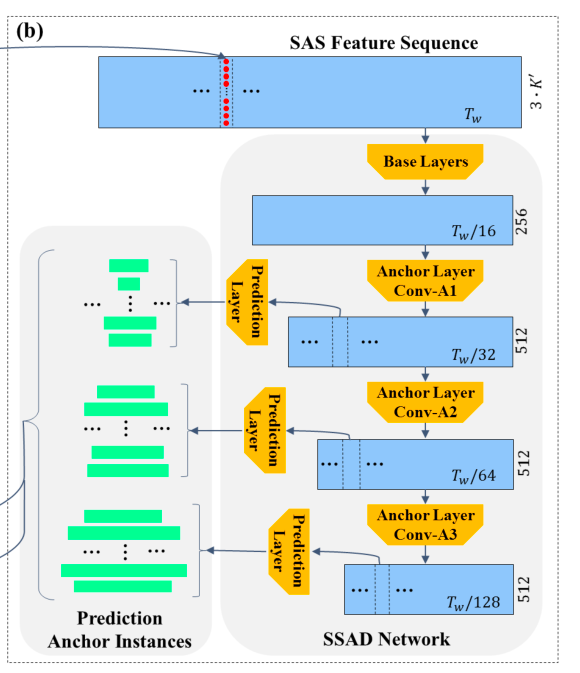 (b)
SAS Feature Sequence
... ...
T_w
3 · K′
Base Layers
T_w/16
256
Anchor Layer
Conv-A1
Prediction
Layer
... ... ...
... ...
T_w/32
512
Anchor Layer
Conv-A2
Prediction
Layer
... ... ...
... ...
T_w/64
512
Anchor Layer
Conv-A3
Prediction
Layer
... ... ...
... ...
T_w/128
512
Prediction
Anchor Instances
SSAD Network